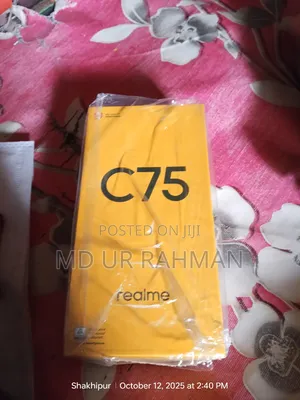 C75
POSTED ON JIJI
MD UR RAHMAN
realme
Shakhipur | October 12, 2025 at 2:40 PM